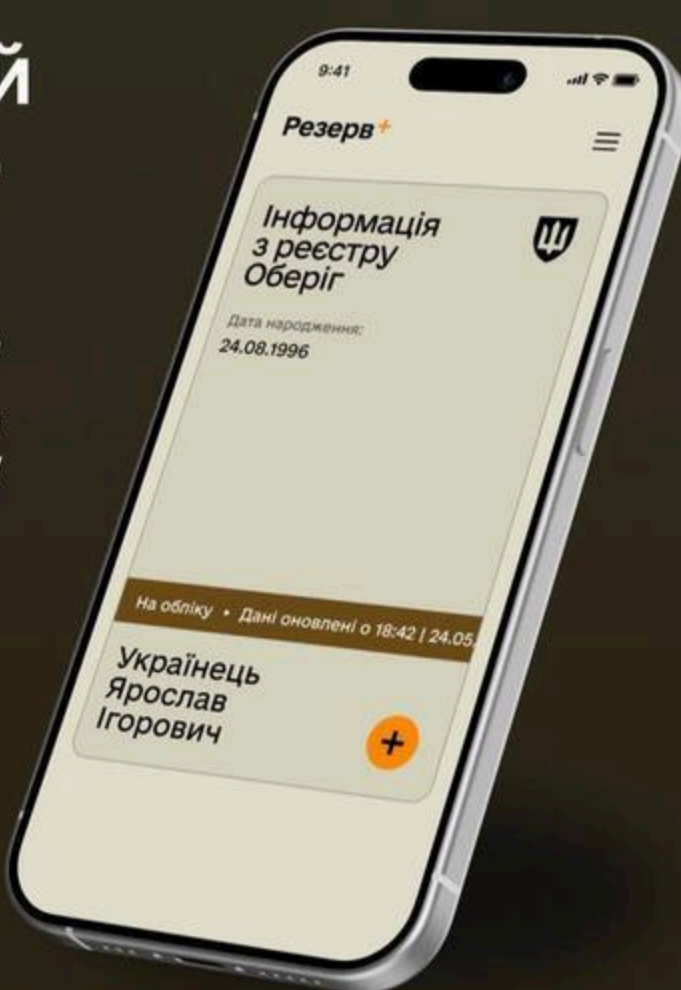 й
9:41
Резерв+
Інформація
з реєстру
Оберіг
Дата народження:
24.08.1996
На обліку • Дані оновлені о 18:42 | 24.05.
Українець
Ярослав
Ігорович
+